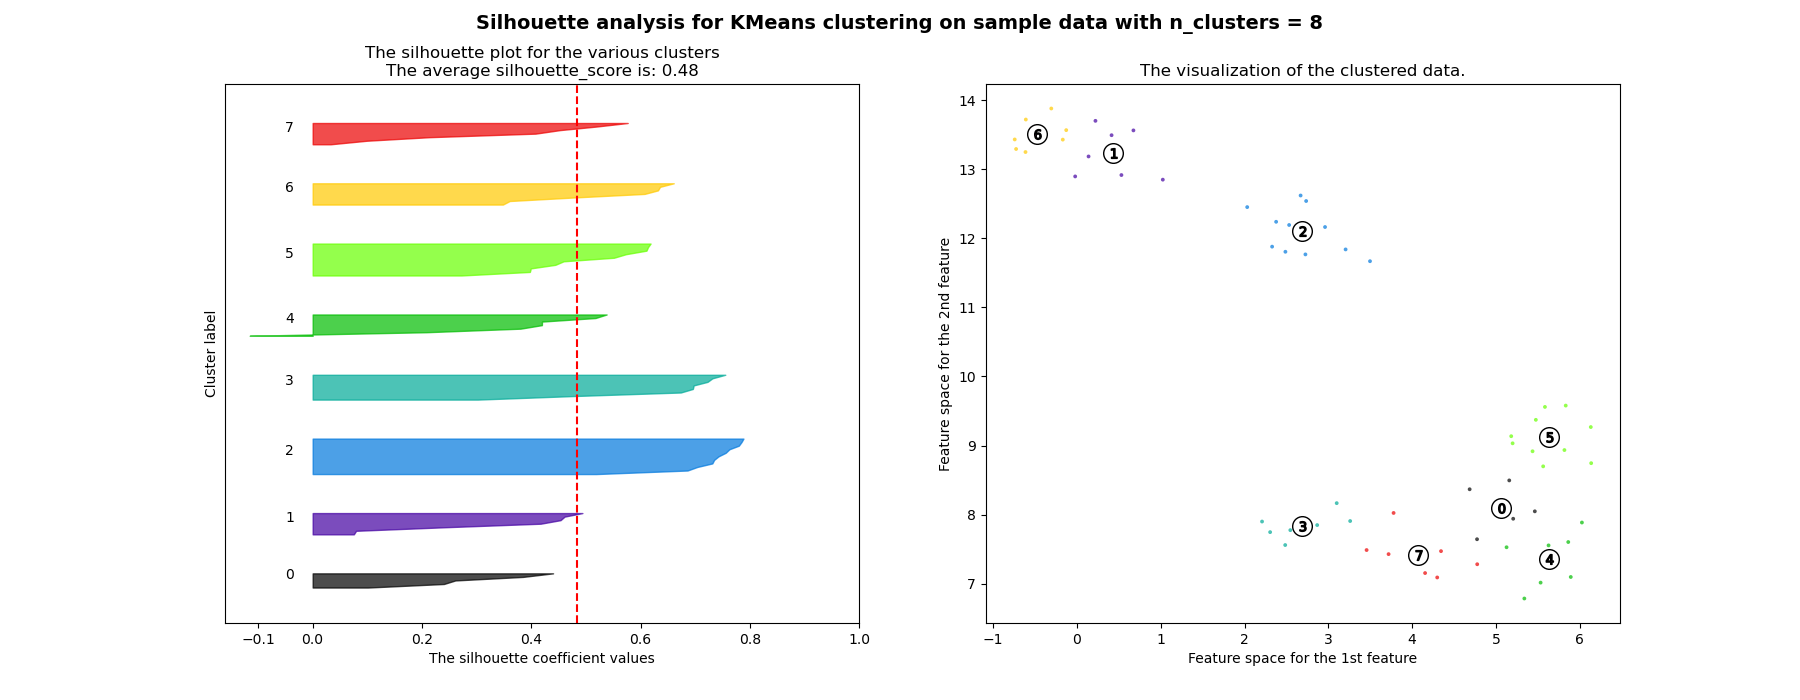 Silhouette analysis for KMeans clustering on sample data with n_clusters = 8
The silhouette plot for the various clusters
The average silhouette_score is: 0.48
7
6
5
4
3
2
1
0
Cluster label
−0.1 0.0 0.2 0.4 0.6 0.8 1.0
The silhouette coefficient values
The visualization of the clustered data.
14
13
12
11
10
9
8
7
Feature space for the 2nd feature
6
1
2
5
0
3
7
4
−1 0 1 2 3 4 5 6
Feature space for the 1st feature